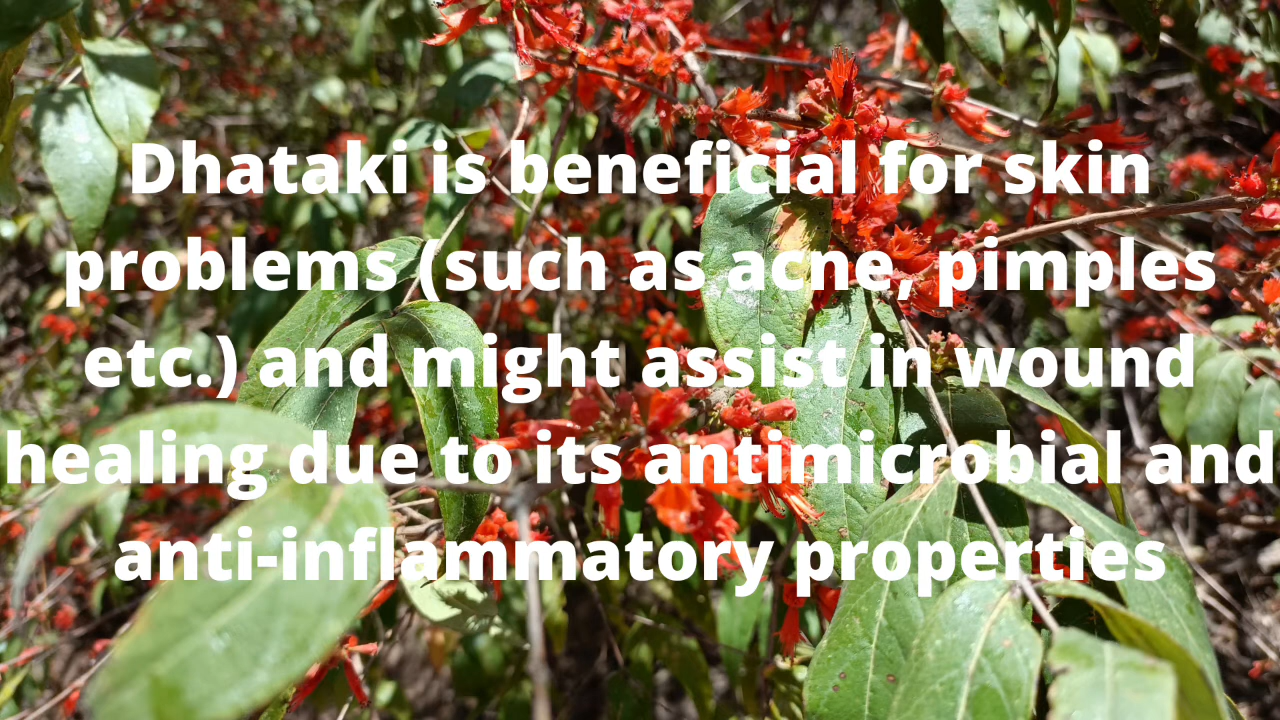 Dhataki is beneficial for skin
problems (such as acne, pimples
etc.) and might assist in wound
healing due to its antimicrobial and
anti-inflammatory properties